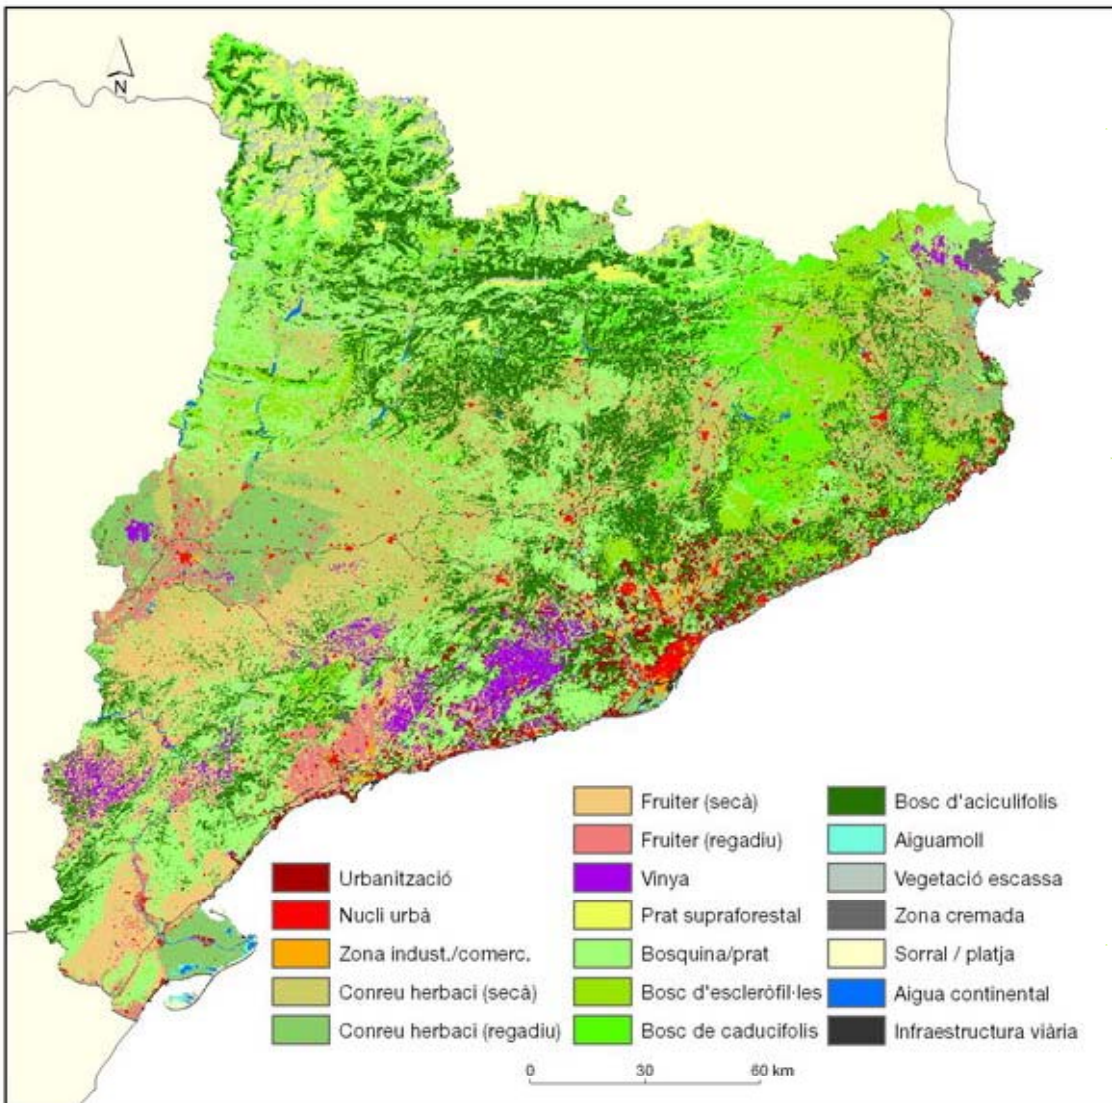 N
Urbanització
Nucli urbà
Zona indust./comerc.
Conreu herbaci (secà)
Conreu herbaci (regadiu)
Fruiter (secà)
Fruiter (regadiu)
Vinya
Prat supraforestal
Bosquina/prat
Bosc d'escleròfil·les
Bosc de caducifolis
Bosc d'aciculifolis
Aiguamoll
Vegetació escassa
Zona cremada
Sorral / platja
Aigua continental
Infraestructura viària
0 30 60 km